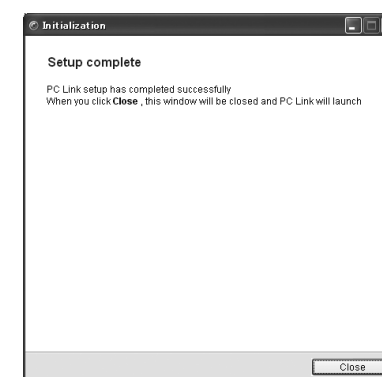 Initialization
Setup complete
PC Link setup has completed successfully
When you click Close , this window will be closed and PC Link will launch
Close